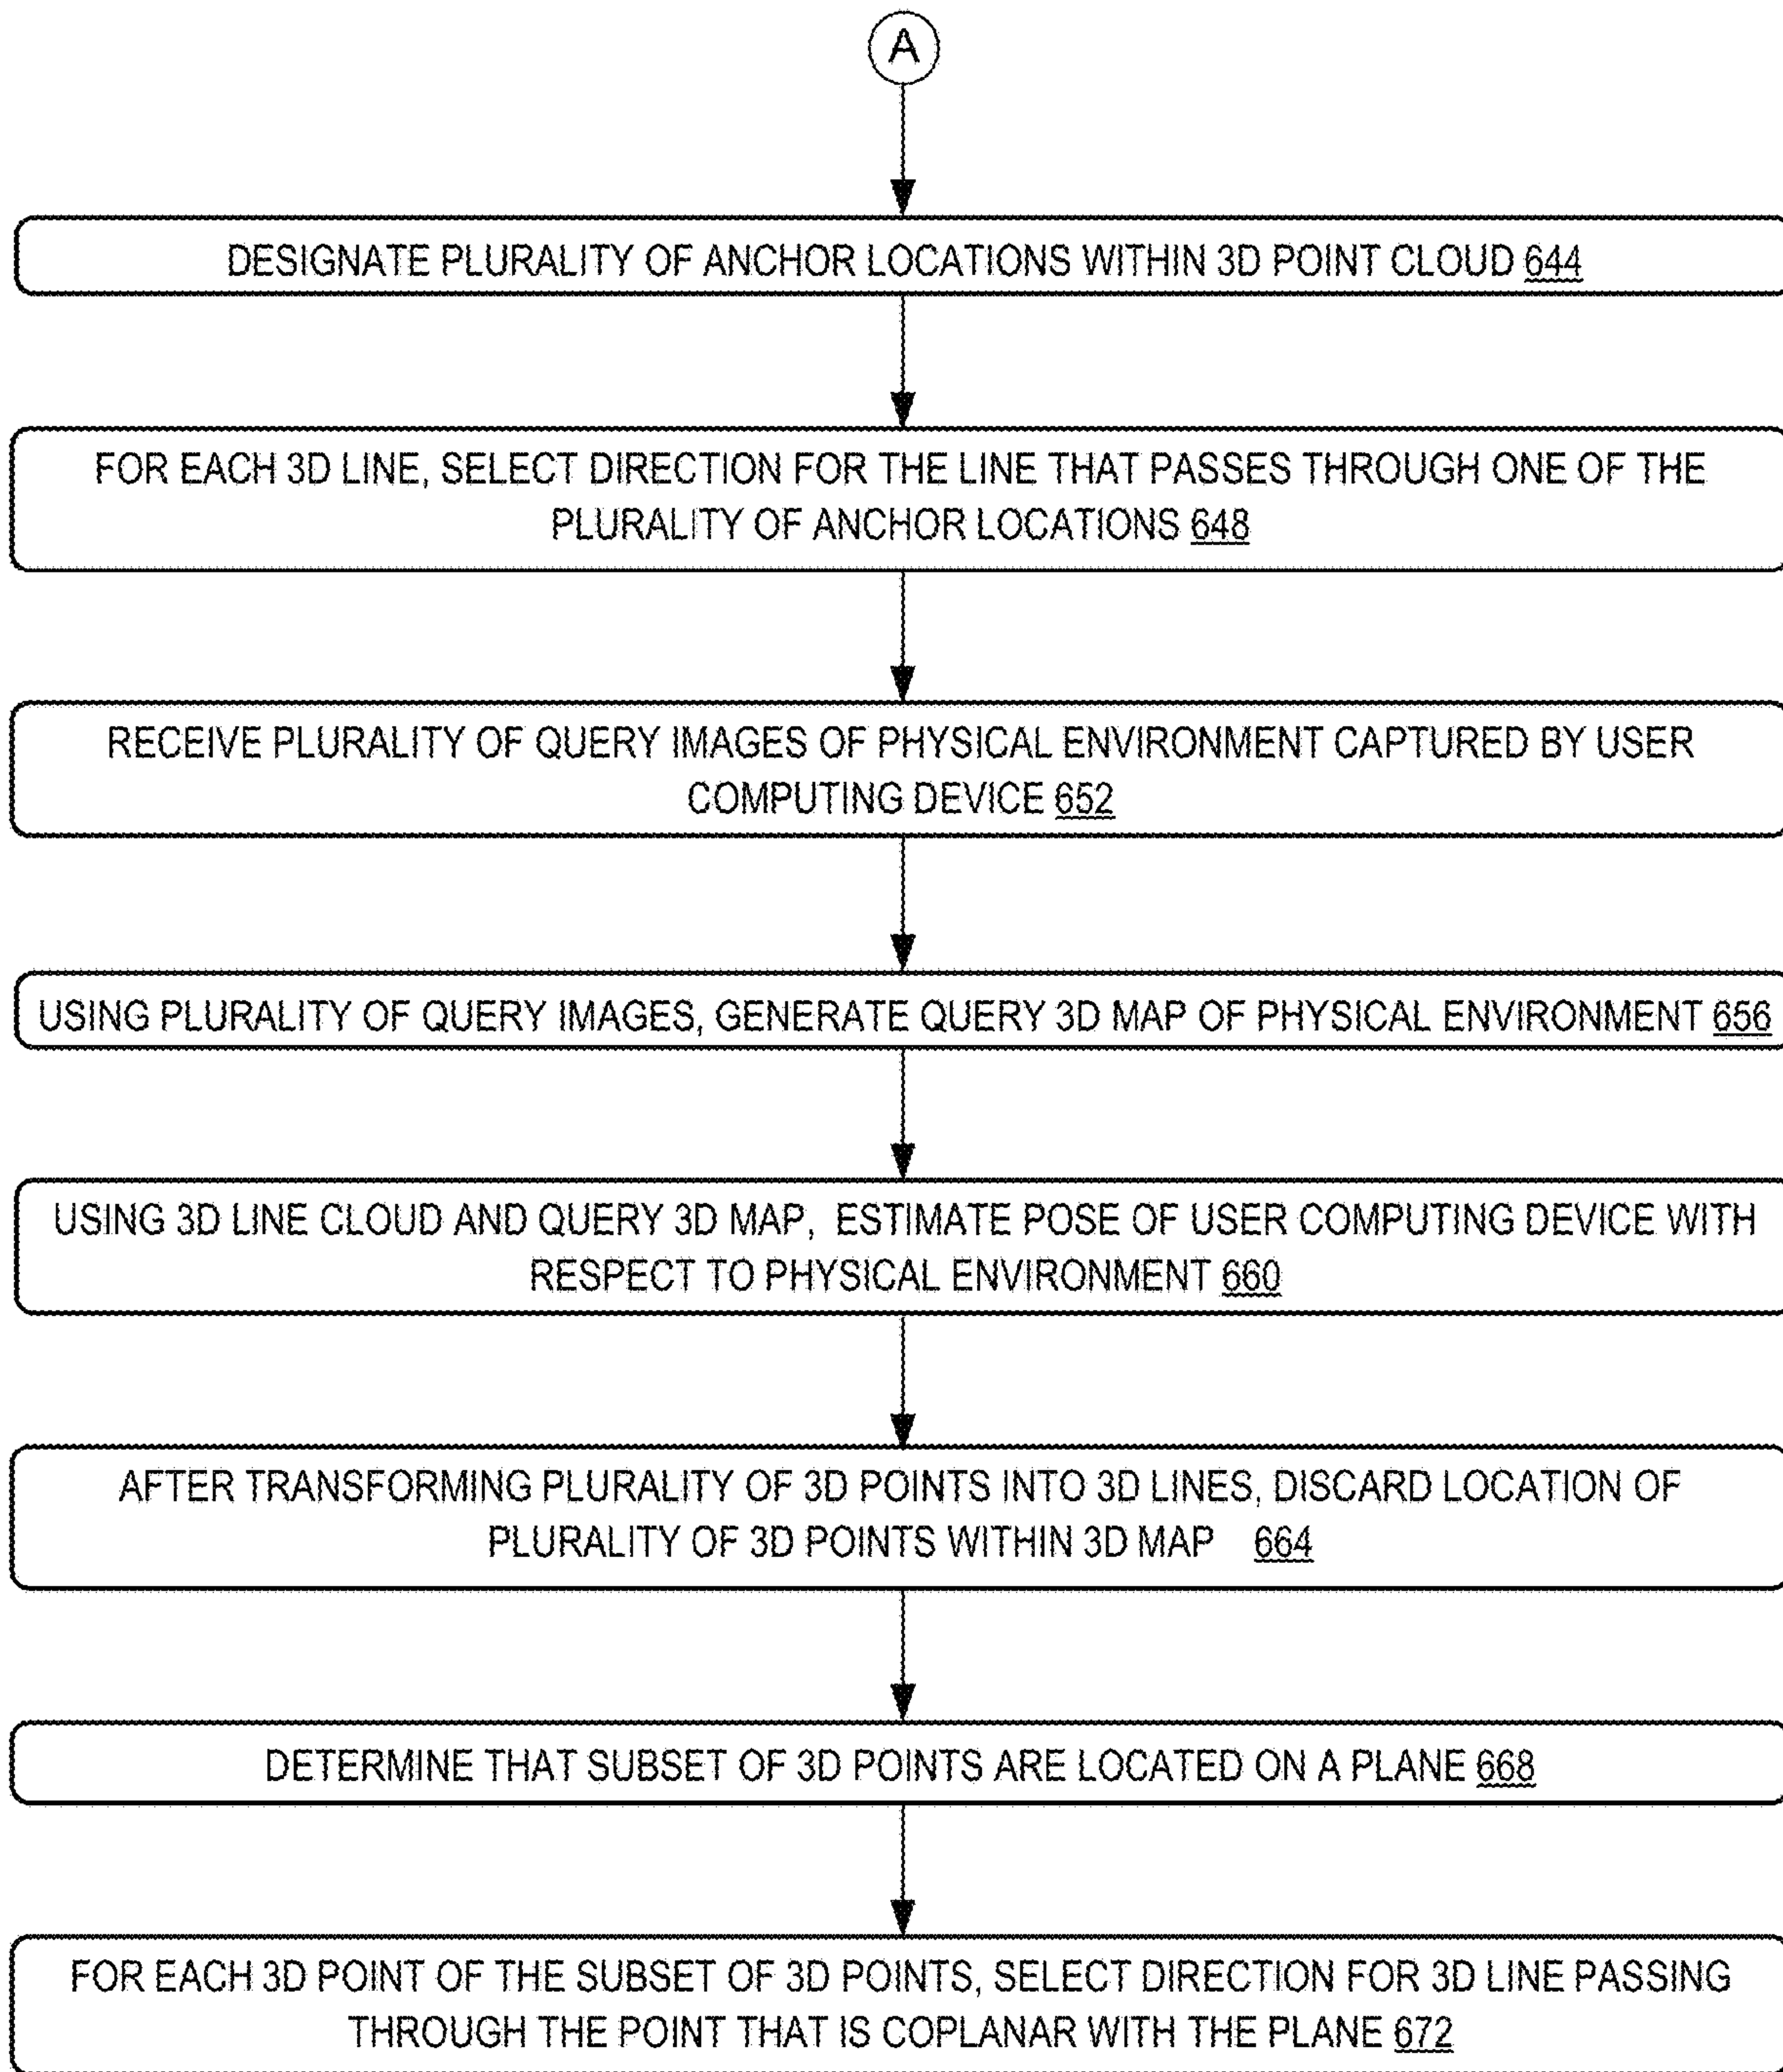 A
DESIGNATE PLURALITY OF ANCHOR LOCATIONS WITHIN 3D POINT CLOUD 644
FOR EACH 3D LINE, SELECT DIRECTION FOR THE LINE THAT PASSES THROUGH ONE OF THE
PLURALITY OF ANCHOR LOCATIONS 648
RECEIVE PLURALITY OF QUERY IMAGES OF PHYSICAL ENVIRONMENT CAPTURED BY USER
COMPUTING DEVICE 652
USING PLURALITY OF QUERY IMAGES, GENERATE QUERY 3D MAP OF PHYSICAL ENVIRONMENT 656
USING 3D LINE CLOUD AND QUERY 3D MAP, ESTIMATE POSE OF USER COMPUTING DEVICE WITH
RESPECT TO PHYSICAL ENVIRONMENT 660
AFTER TRANSFORMING PLURALITY OF 3D POINTS INTO 3D LINES, DISCARD LOCATION OF
PLURALITY OF 3D POINTS WITHIN 3D MAP 664
DETERMINE THAT SUBSET OF 3D POINTS ARE LOCATED ON A PLANE 668
FOR EACH 3D POINT OF THE SUBSET OF 3D POINTS, SELECT DIRECTION FOR 3D LINE PASSING
THROUGH THE POINT THAT IS COPLANAR WITH THE PLANE 672